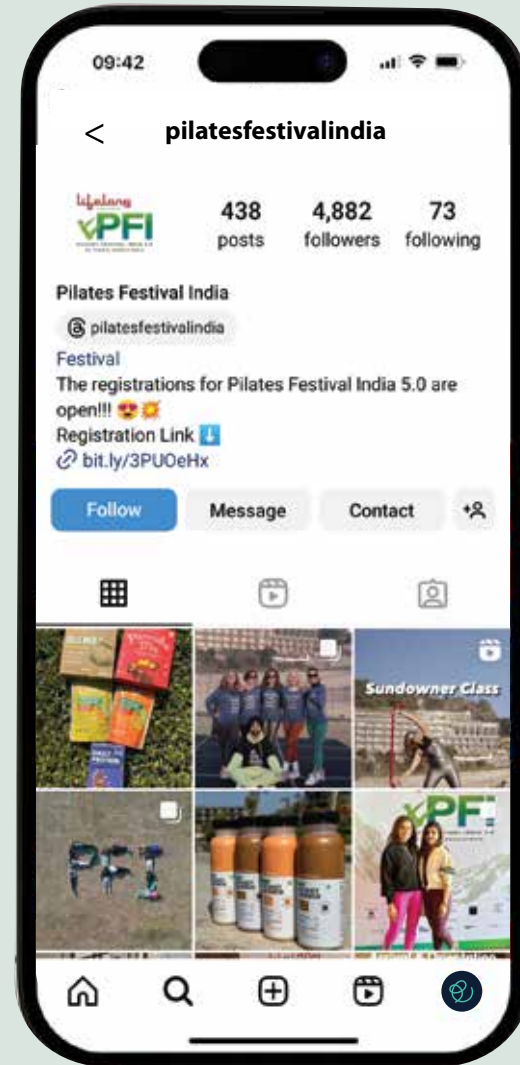 09:42
< pilatesfestivalindia
lifelong
PFI
438 4,882 73
posts followers following
Pilates Festival India
pilatesfestivalindia
Festival
The registrations for Pilates Festival India 5.0 are
open!!! 😍💥
Registration Link ⬇️
bit.ly/3PUOeHx
Follow Message Contact
Sundowner Class
PFI
PFI